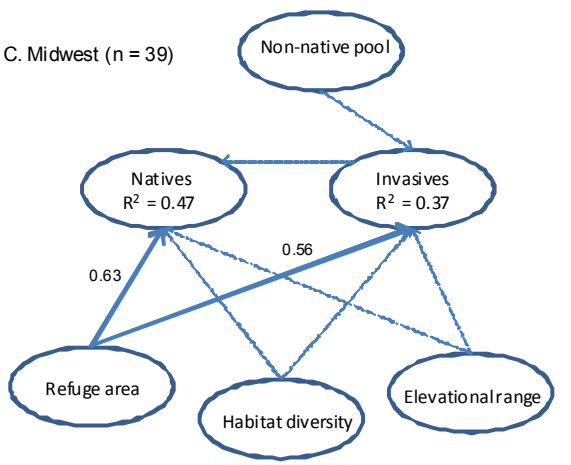 Non-native pool
C. Midwest (n = 39)
Natives
R² = 0.47
Invasives
R² = 0.37
0.56
0.63
Refuge area
Habitat diversity
Elevational range